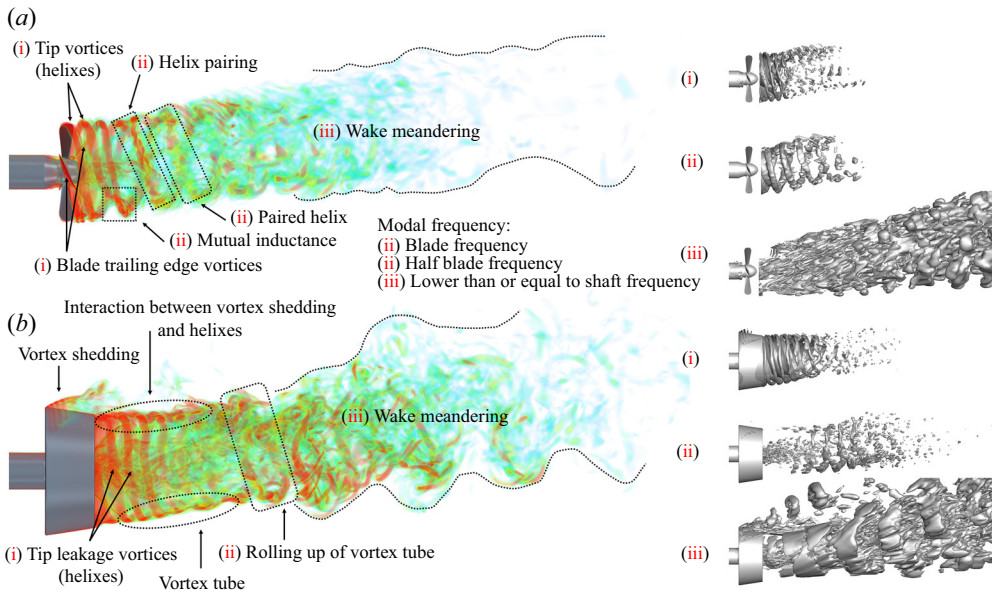 (a)
(i) Tip vortices
(helixes)
(ii) Helix pairing
(iii) Wake meandering
(ii) Paired helix
(ii) Mutual inductance
(i) Blade trailing edge vortices
Modal frequency:
(ii) Blade frequency
(ii) Half blade frequency
(iii) Lower than or equal to shaft frequency
(i)
(ii)
(iii)
(b)
Interaction between vortex shedding
and helixes
Vortex shedding
(iii) Wake meandering
(i) Tip leakage vortices
(helixes)
(ii) Rolling up of vortex tube
Vortex tube
(i)
(ii)
(iii)